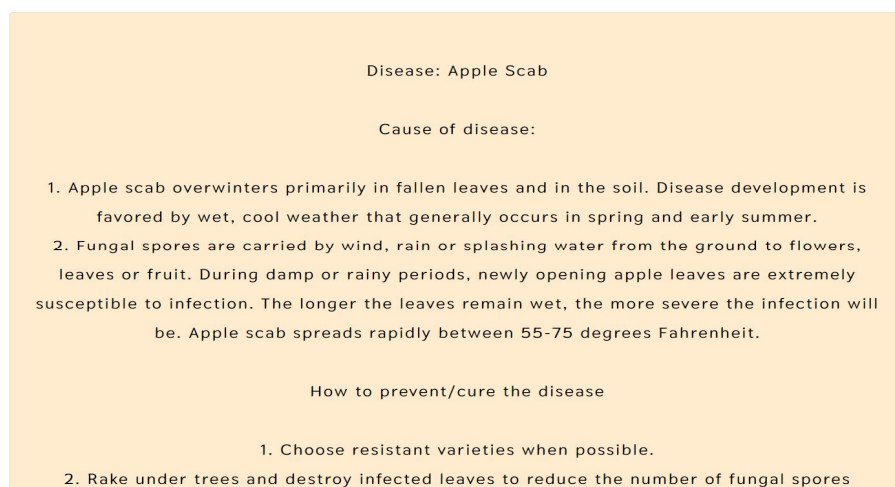 Disease: Apple Scab
Cause of disease:
1. Apple scab overwinters primarily in fallen leaves and in the soil. Disease development is
favored by wet, cool weather that generally occurs in spring and early summer.
2. Fungal spores are carried by wind, rain or splashing water from the ground to flowers,
leaves or fruit. During damp or rainy periods, newly opening apple leaves are extremely
susceptible to infection. The longer the leaves remain wet, the more severe the infection will
be. Apple scab spreads rapidly between 55-75 degrees Fahrenheit.
How to prevent/cure the disease
1. Choose resistant varieties when possible.
2. Rake under trees and destroy infected leaves to reduce the number of fungal spores